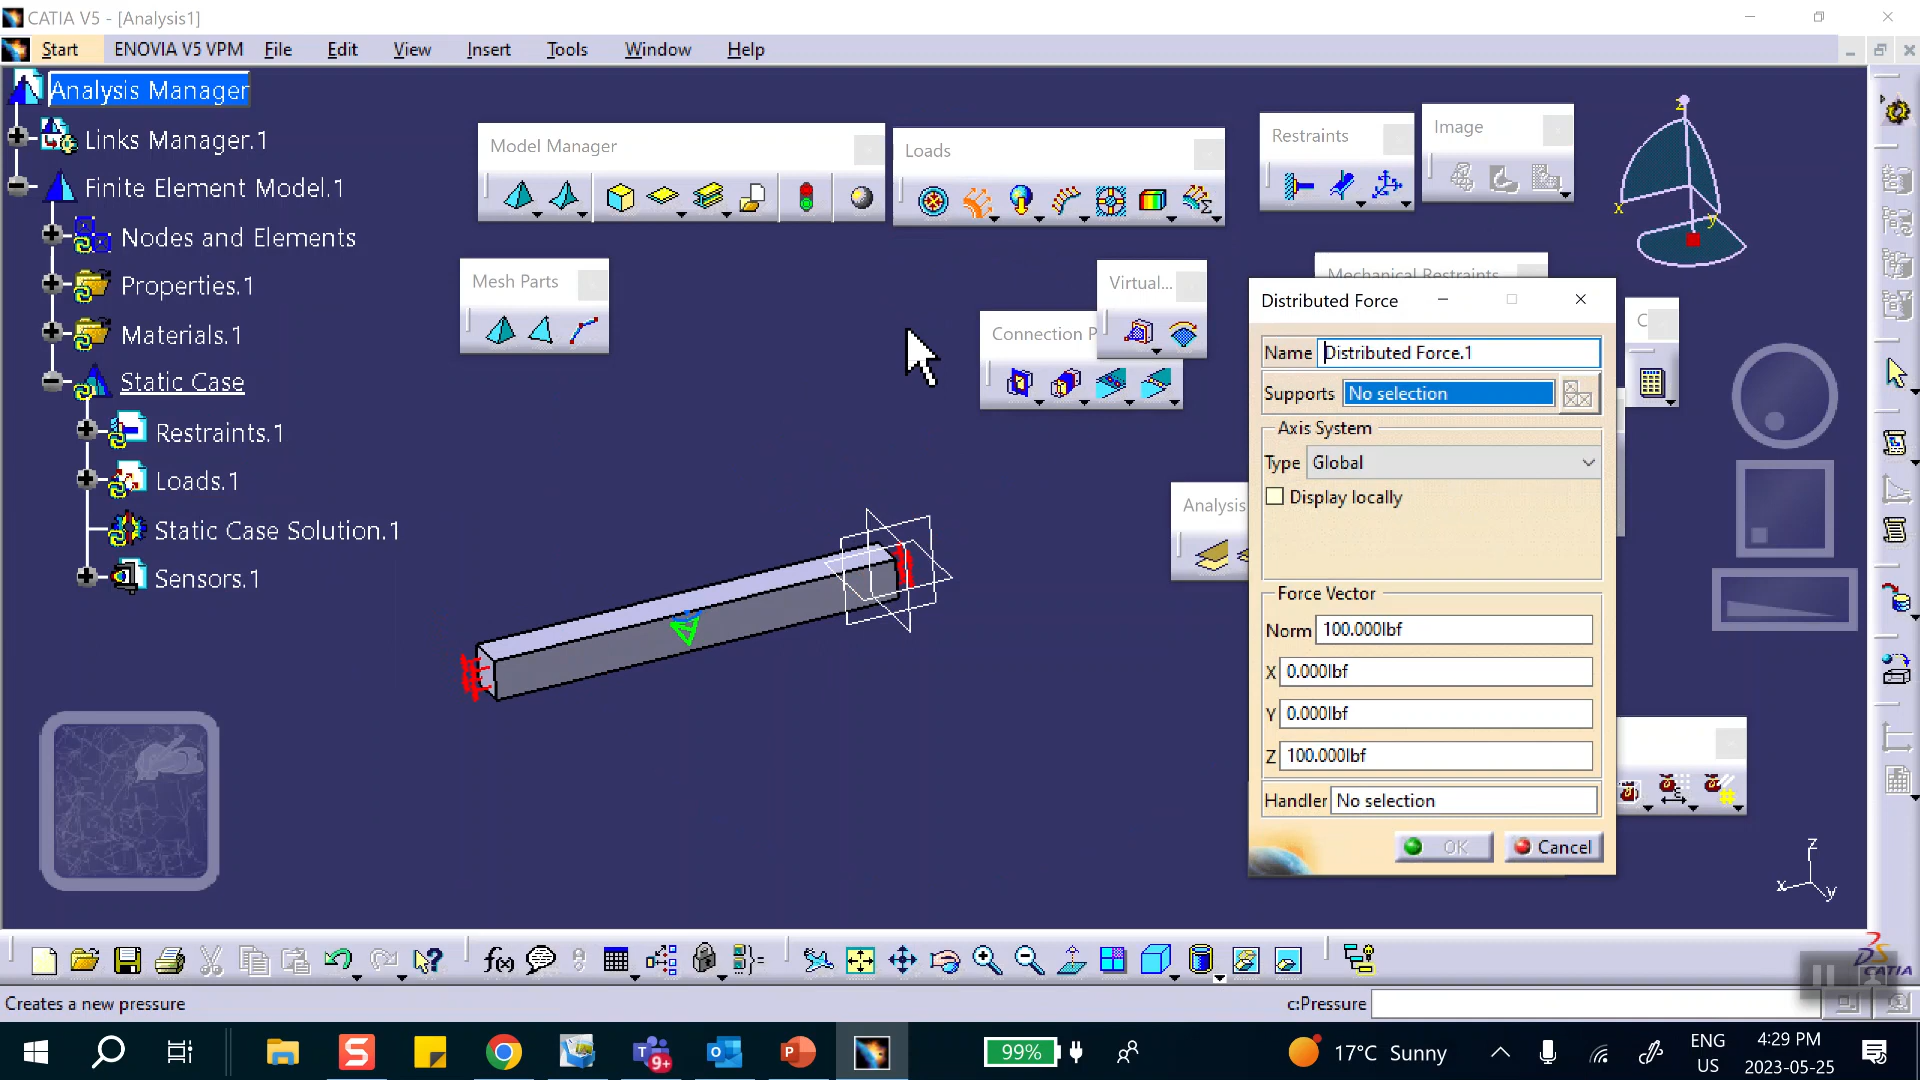 CATIA V5 - [Analysis1]
Start ENOVIA V5 VPM File Edit View Insert Tools Window Help
Analysis Manager
Links Manager.1
Finite Element Model.1
Nodes and Elements
Properties.1
Materials.1
Static Case
Restraints.1
Loads.1
Static Case Solution.1
Sensors.1
Model Manager
Loads
Restraints
Image
Mesh Parts
Virtual...
Connection P
Mechanical Restraints
C
Analysis
z
x
y
Distributed Force
Name Distributed Force.1
Supports No selection
Axis System
Type Global
Display locally
Force Vector
Norm 100.000lbf
X 0.000lbf
Y 0.000lbf
Z 100.000lbf
Handler No selection
OK Cancel
z
x
y
f(x)
CATIA
Creates a new pressure
c:Pressure
S
T
9+
P
99%
17°C Sunny
ENG
US
4:29 PM
2023-05-25